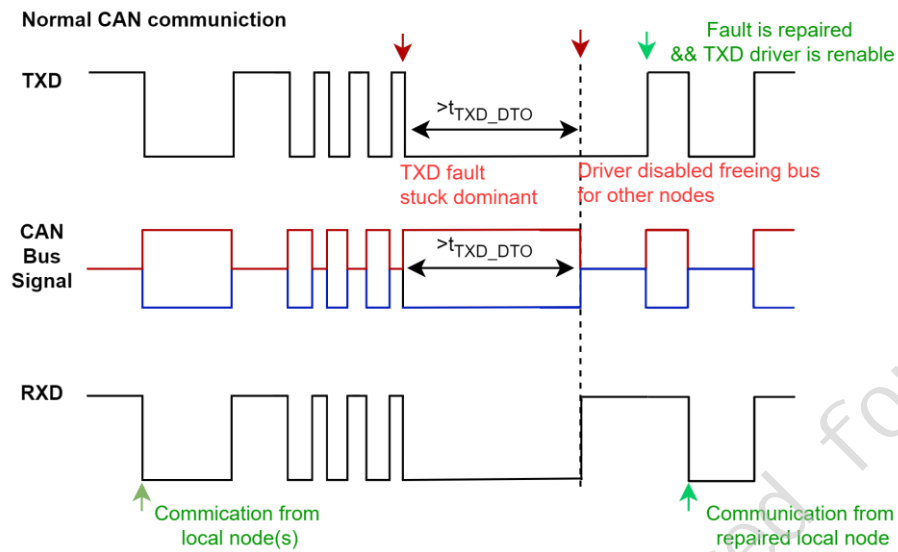 Normal CAN communiction
Fault is repaired
&& TXD driver is renable
TXD
>tTXD_DTO
TXD fault
stuck dominant
Driver disabled freeing bus
for other nodes
CAN
Bus
Signal
>tTXD_DTO
RXD
Commication from
local node(s)
Communication from
repaired local node